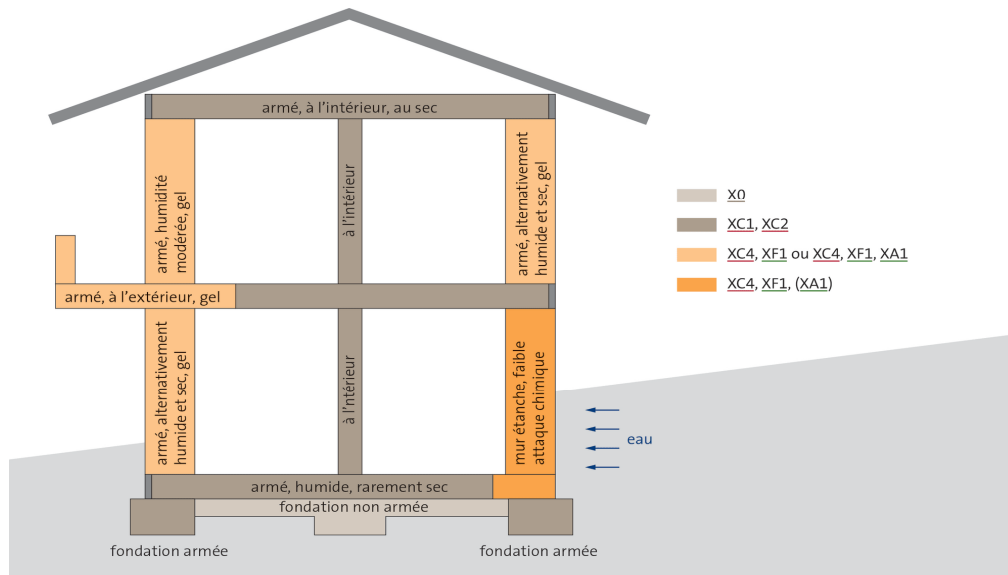 armé, à l'intérieur, au sec
armé, humidité
modérée, gel
à l'intérieur
armé, alternativement
humide et sec, gel
X0
XC1, XC2
XC4, XF1 ou XC4, XF1, XA1
XC4, XF1, (XA1)
armé, à l'extérieur, gel
armé, alternativement
humide et sec, gel
à l'ntérieur
mur étanche, faible
attaque chimique
eau
armé, humide, rarement sec
fondation non armée
fondation armée
fondation armée